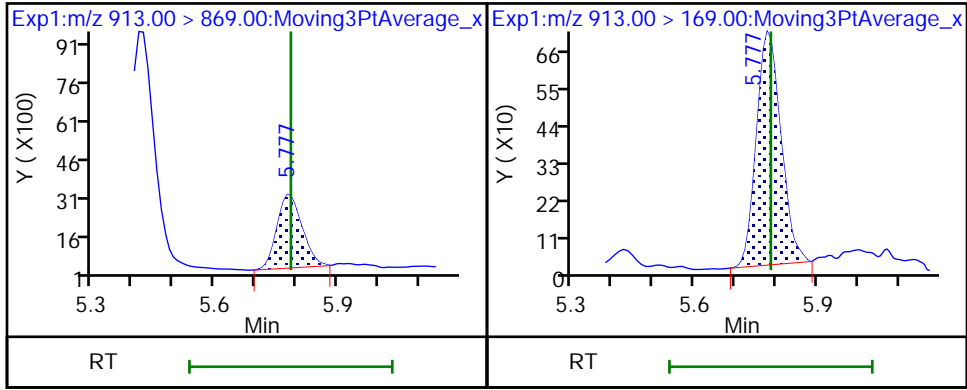 Exp1:m/z 913.00 > 869.00:Moving3PtAverage_x
91
76
61
46
31
16
1
Y ( X100)
5.777
5.3
5.6
5.9
Min
RT
Exp1:m/z 913.00 > 169.00:Moving3PtAverage_x
66
55
44
33
22
11
0
Y ( X10)
5.777
5.3
5.6
5.9
Min
RT